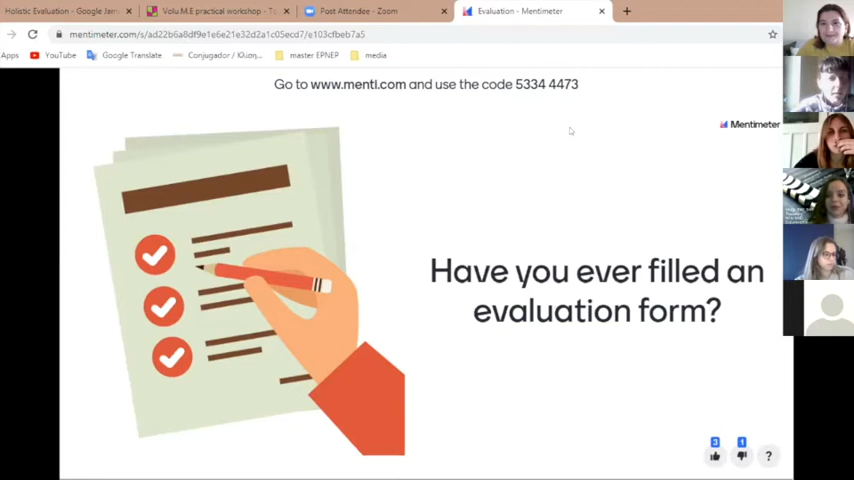 Holistic Evaluation - Google Jam
Volu M.E practical workshop - To
Post Attendee - Zoom
Evaluation - Mentimeter
mentimeter.com/s/ad22b6a8df9e1e6e21e32d2a1c05ecd7/e103cfbeb7a5
Apps
YouTube
Google Translate
Conjugador / Κλίση...
master EPNEP
media
Go to www.menti.com and use the code 5334 4473
Mentimeter
Have you ever filled an
evaluation form?
3
1
?